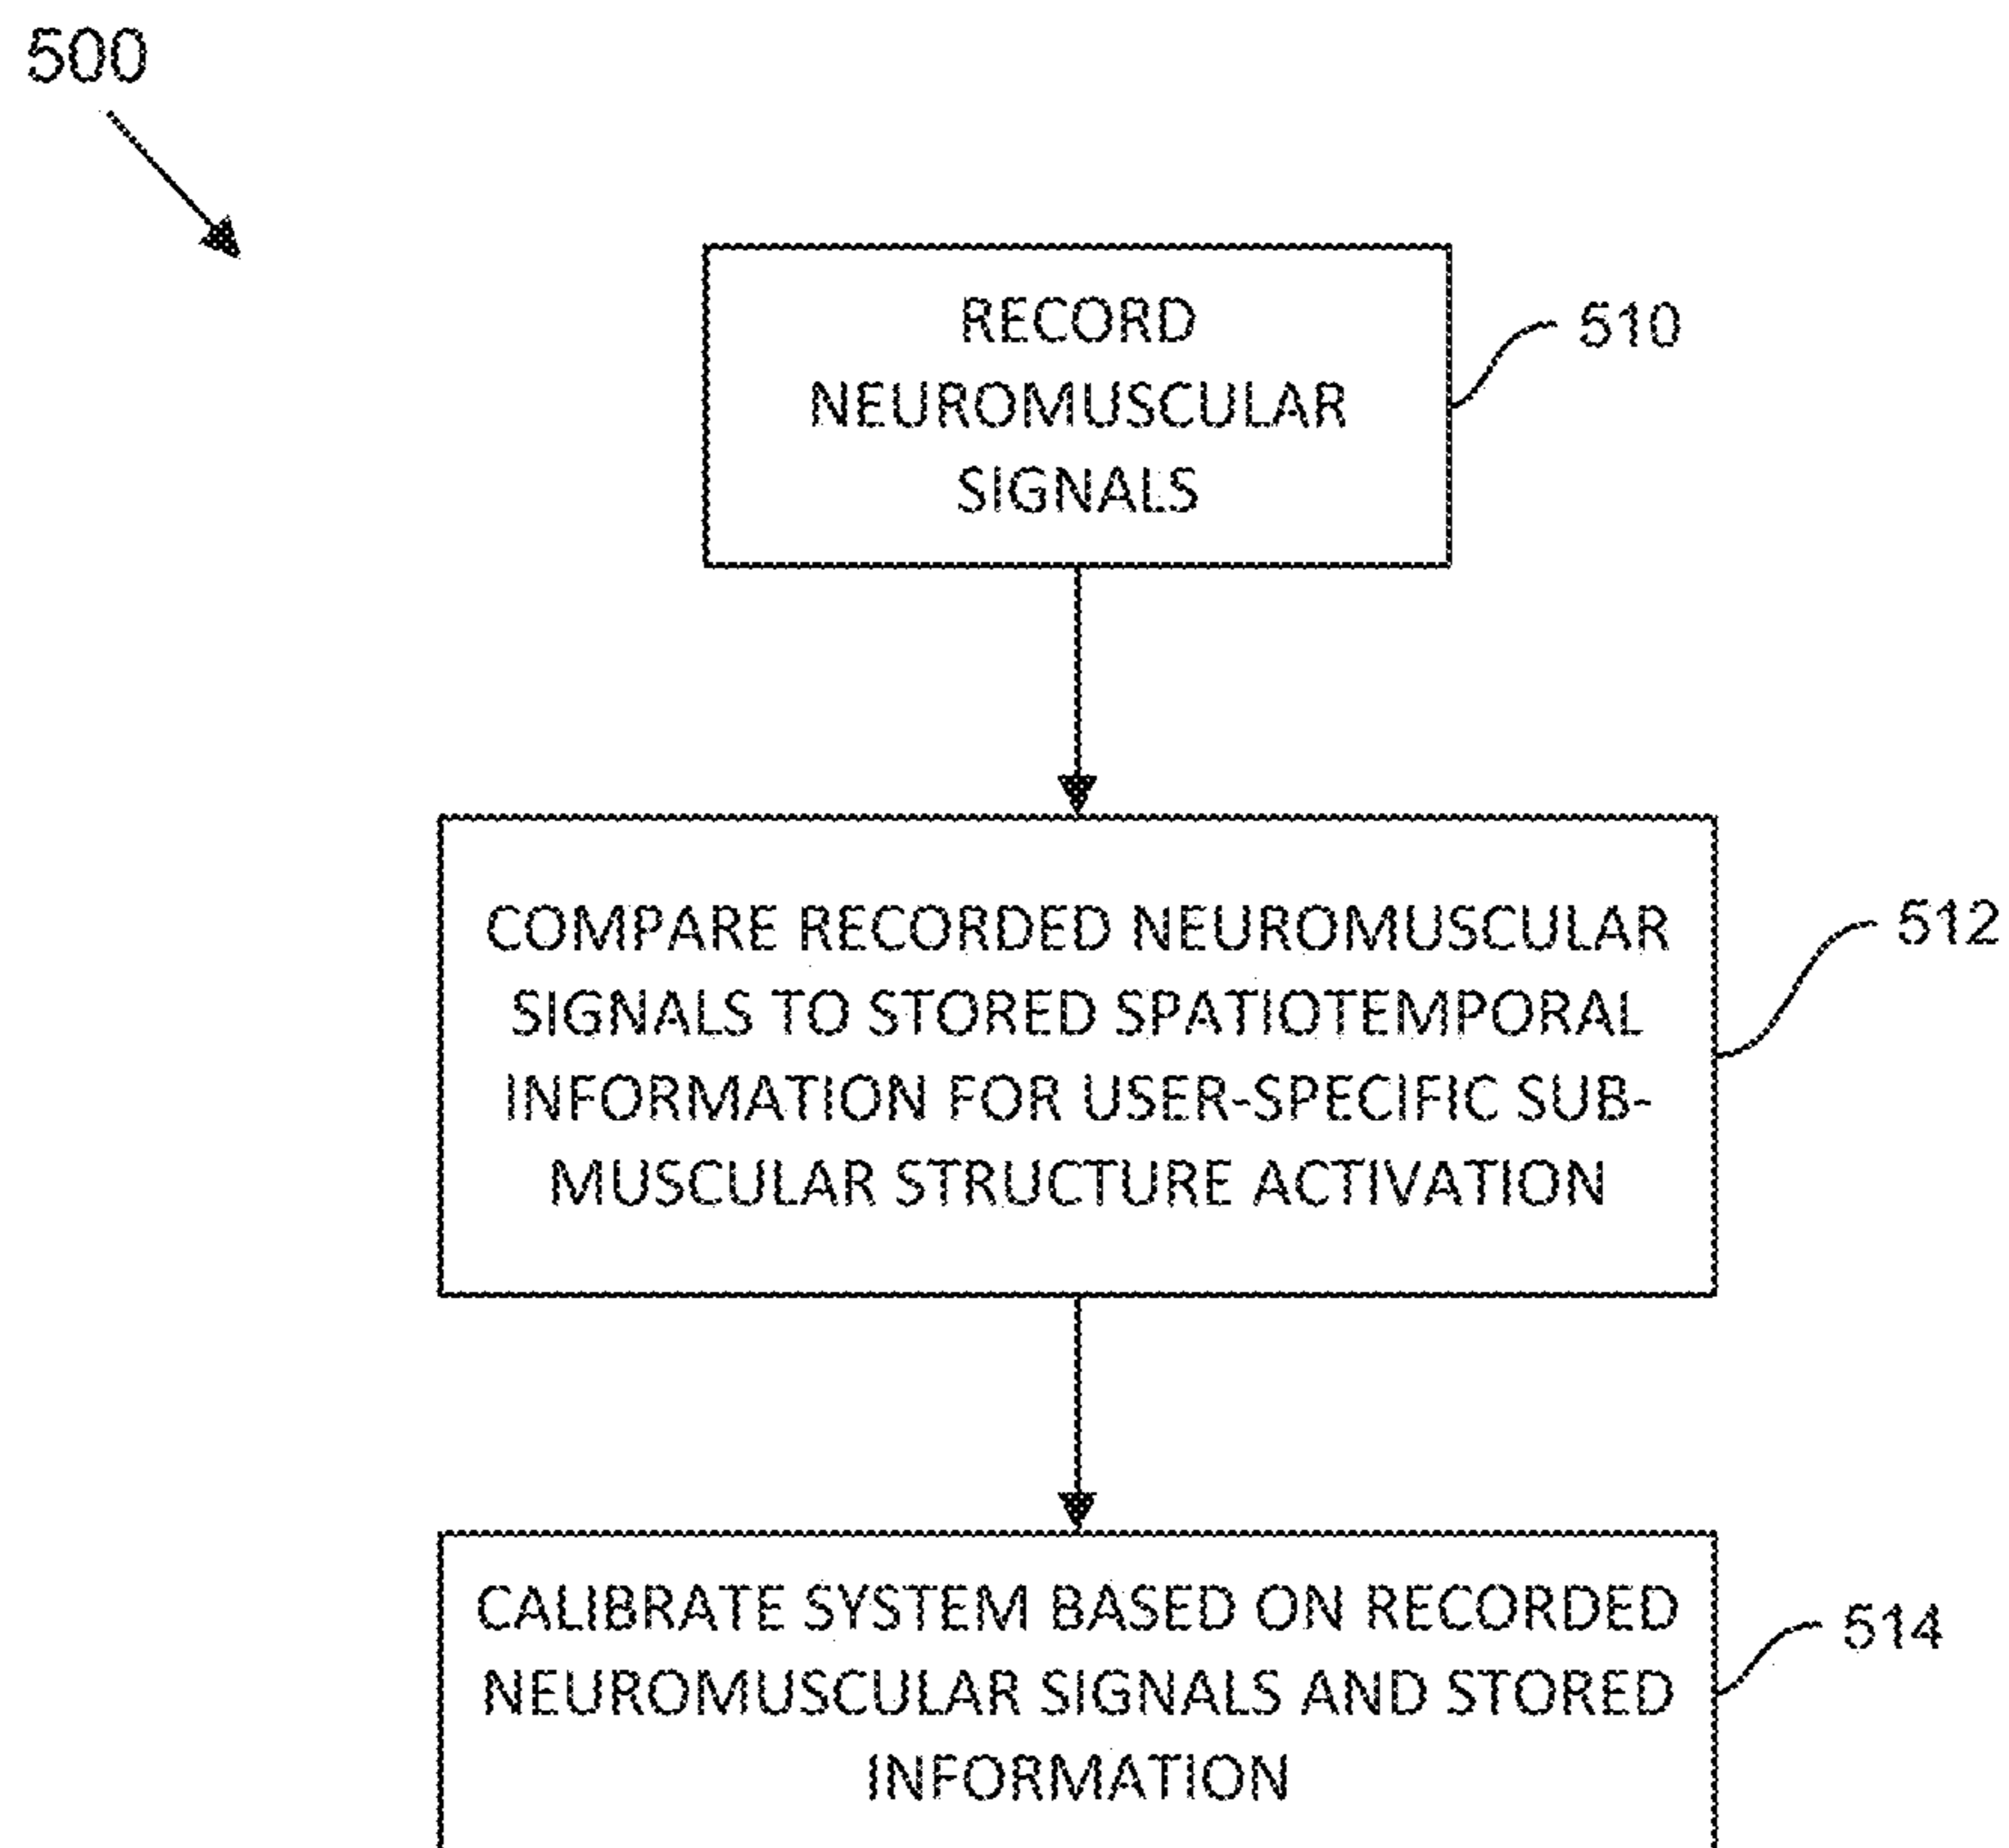 500
RECORD
NEUROMUSCULAR
SIGNALS
510
COMPARE RECORDED NEUROMUSCULAR
SIGNALS TO STORED SPATIOTEMPORAL
INFORMATION FOR USER-SPECIFIC SUB-
MUSCULAR STRUCTURE ACTIVATION
512
CALIBRATE SYSTEM BASED ON RECORDED
NEUROMUSCULAR SIGNALS AND STORED
INFORMATION
514